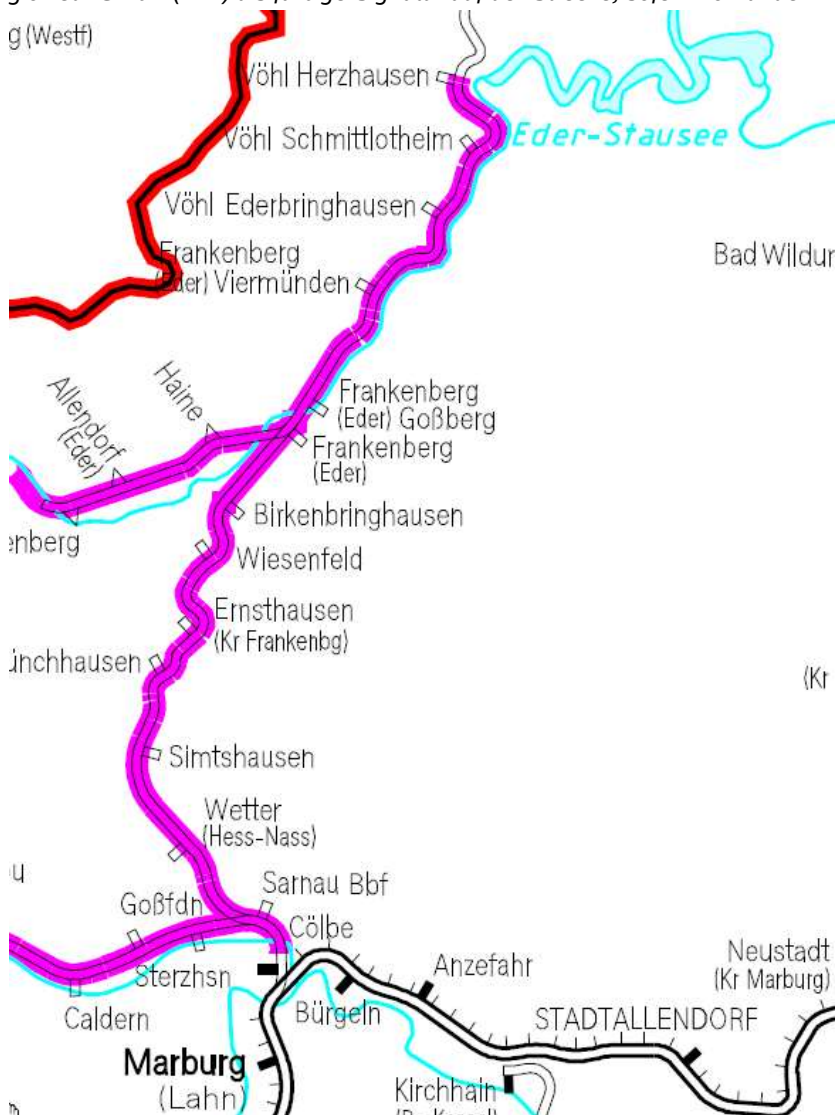 g (Westf)
Vöhl Herzhausen
Vöhl Schmittlotheim
Eder-Stausee
Vöhl Ederbringhausen
Frankenberg
(Eder) Viermünden
Bad Wildun
Haine
Allendorf
(Eder)
Frankenberg
(Eder) Goßberg
Frankenberg
(Eder)
Birkenbringhausen
enberg
Wiesenfeld
Ernsthausen
(Kr Frankenbg)
ünchhausen
(Kr
Simtshausen
Wetter
(Hess-Nass)
u
Sarnau Bbf
Goßfdn
Cölbe
Sterzhsn
Anzefahr
Neustadt
(Kr Marburg)
Caldern
Bürgeln
STADTALLENDORF
Marburg
(Lahn)
Kirchhain